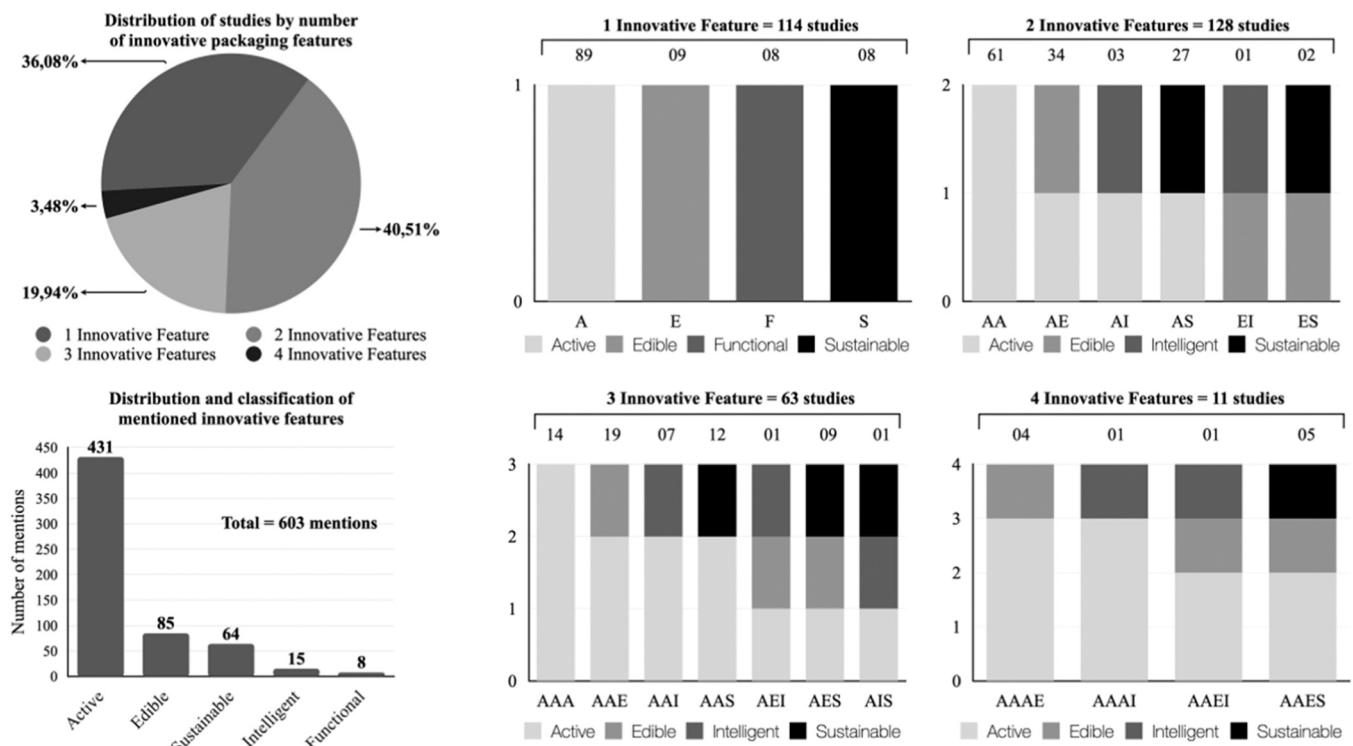 Distribution of studies by number
of innovative packaging features
36,08%
3,48%
40,51%
19,94%
1 Innovative Feature
2 Innovative Features
3 Innovative Features
4 Innovative Features
1 Innovative Feature = 114 studies
89 09 08 08
1
0
A E F S
Active Edible Functional Sustainable
2 Innovative Features = 128 studies
61 34 03 27 01 02
2
1
0
AA AE AI AS EI ES
Active Edible Intelligent Sustainable
Distribution and classification of
mentioned innovative features
Number of mentions
450
400
350
300
250
200
150
100
50
0
431
85
64
15
8
Total = 603 mentions
Active
Edible
Sustainable
Intelligent
Functional
3 Innovative Feature = 63 studies
14 19 07 12 01 09 01
3
2
1
0
AAA AAE AAI AAS AEI AES AIS
Active Edible Intelligent Sustainable
4 Innovative Features = 11 studies
04 01 01 05
4
3
2
1
0
AAAE AAAI AAEI AAES
Active Edible Intelligent Sustainable